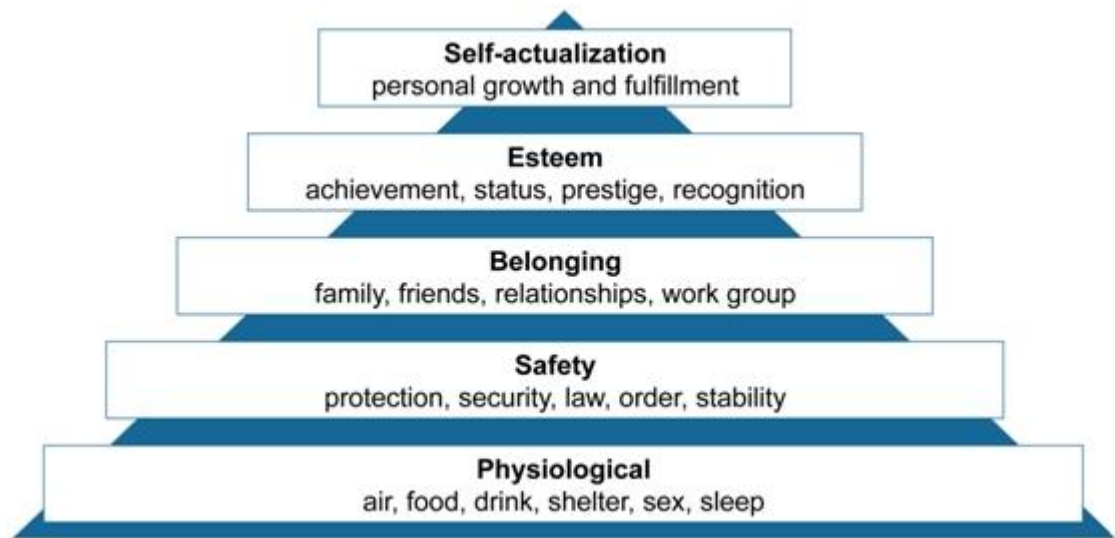 Self-actualization
personal growth and fulfillment
Esteem
achievement, status, prestige, recognition
Belonging
family, friends, relationships, work group
Safety
protection, security, law, order, stability
Physiological
air, food, drink, shelter, sex, sleep